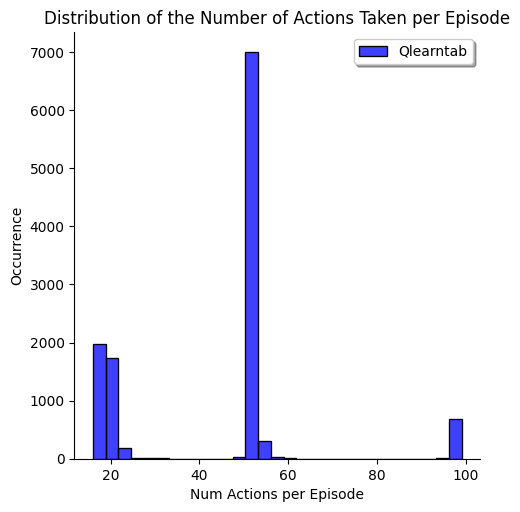 Distribution of the Number of Actions Taken per Episode
Qlearntab
7000
6000
5000
4000
3000
2000
1000
0
Occurrence
20 40 60 80 100
Num Actions per Episode